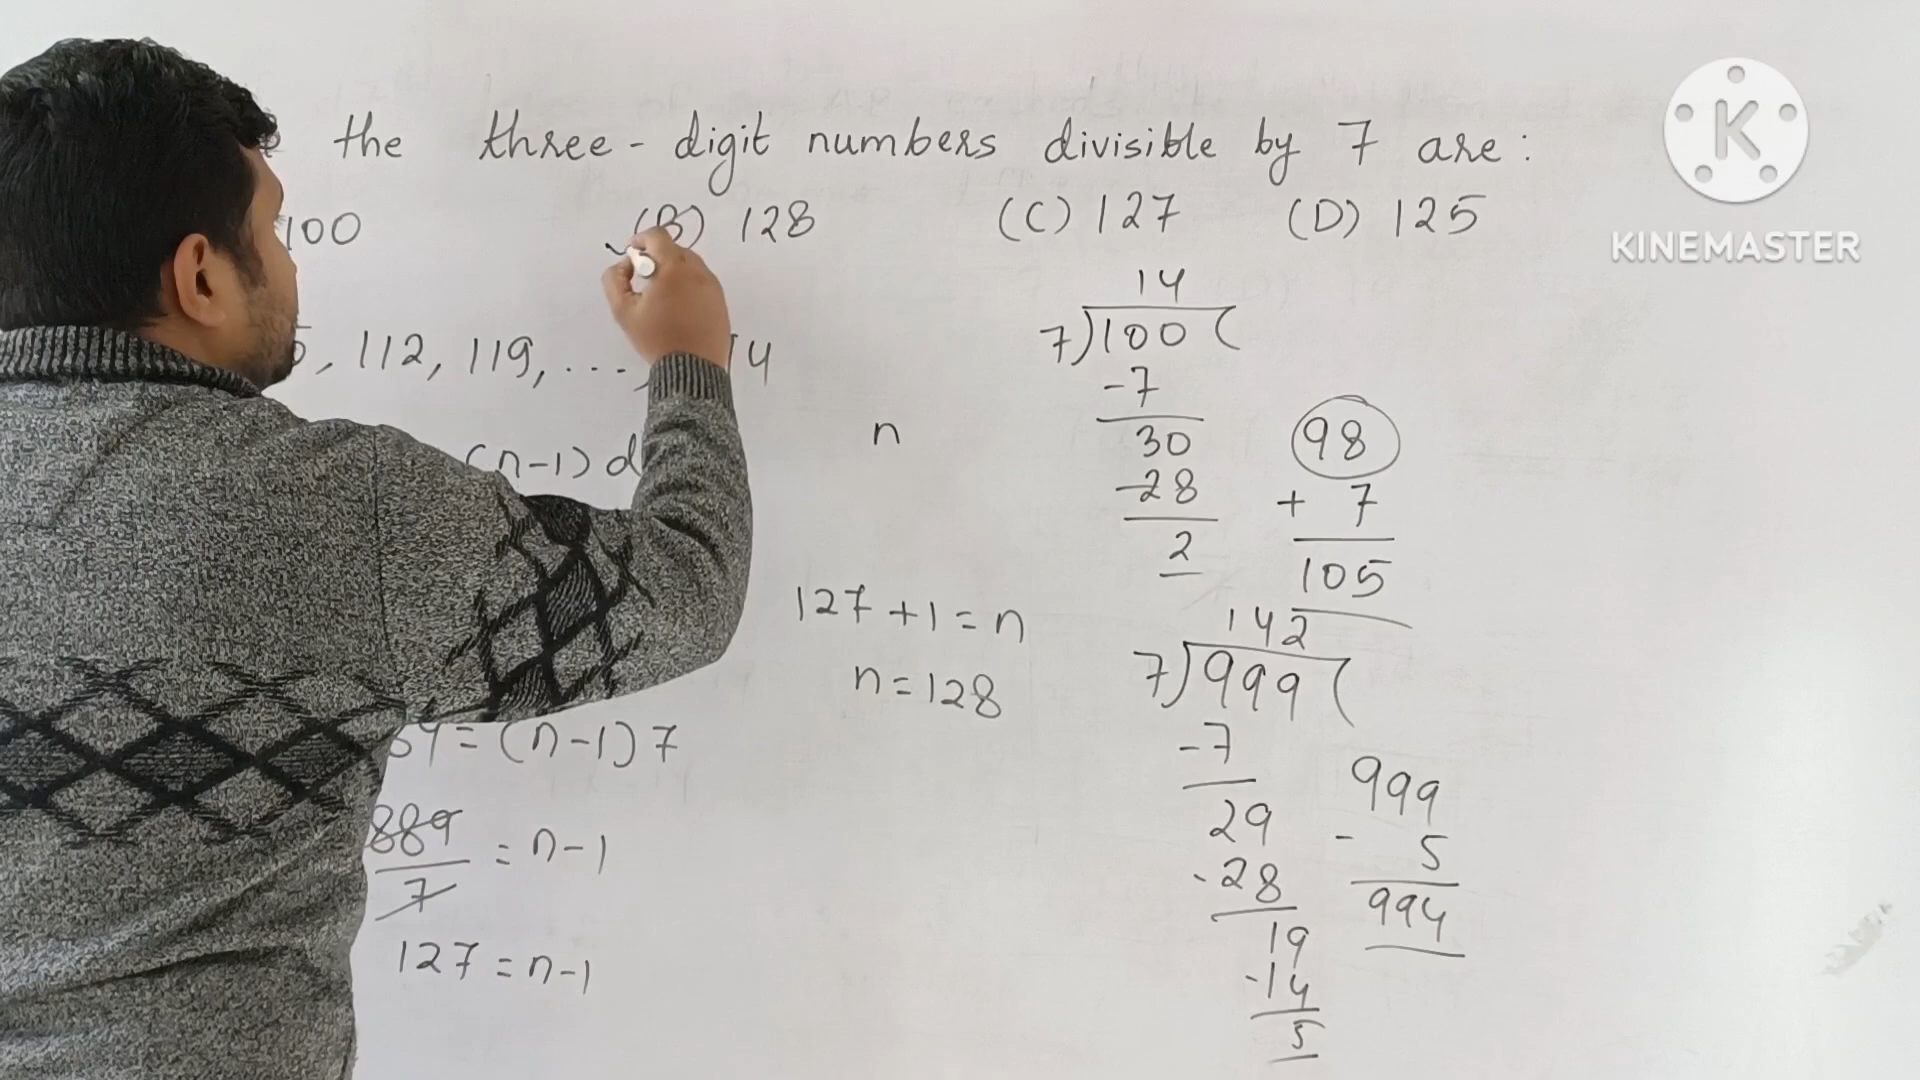 the three-digit numbers divisible by 7 are:
100 (B) 128 (C) 127 (D) 125
K
KINEMASTER
, 112, 119, ..., 4
(n-1)d
n
127+1=n
n=128
=(n-1)7
889
7
=n-1
127=n-1
14
7)100(
-7
30
-28
2
98
+ 7
105
142
7)999(
-7
29
-28
19
-14
5
999
- 5
994